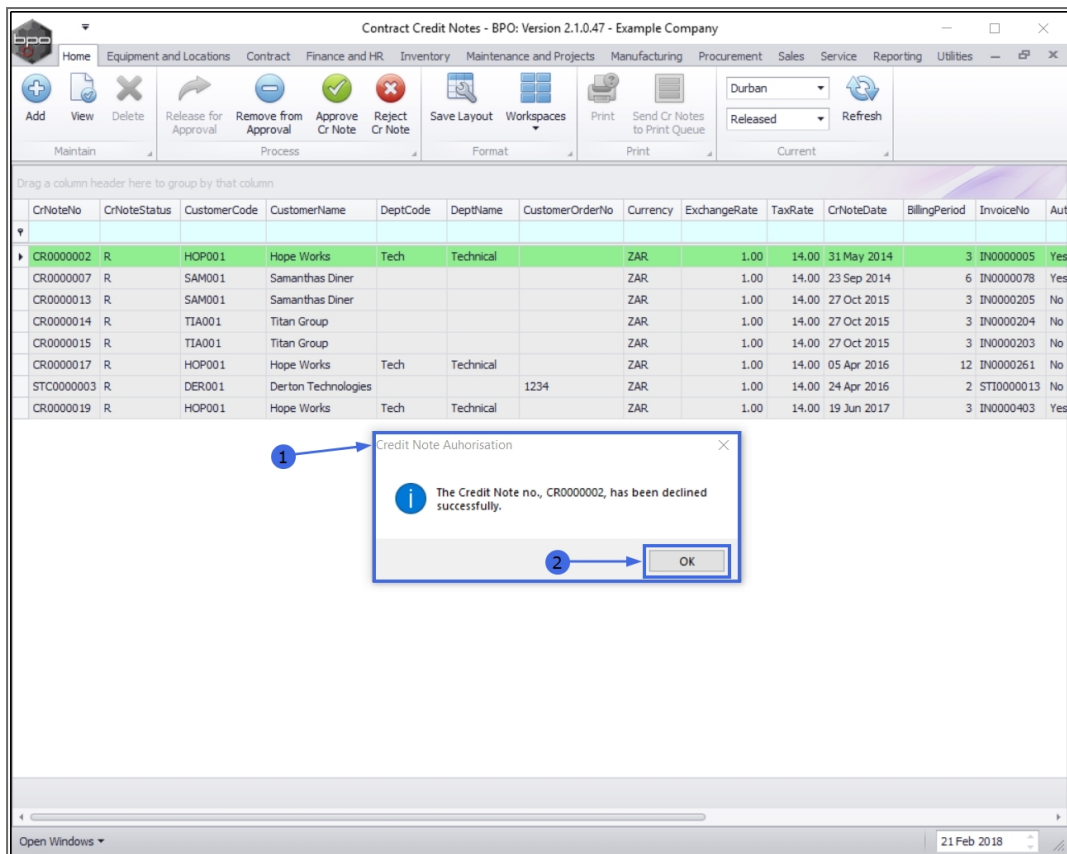 Contract Credit Notes - BPO: Version 2.1.0.47 - Example Company
bpo
Home Equipment and Locations Contract Finance and HR Inventory Maintenance and Projects Manufacturing Procurement Sales Service Reporting Utilities
Add View Delete Release for Approval Remove from Approval Approve Cr Note Reject Cr Note Save Layout Workspaces Print Send Cr Notes to Print Queue Durban Released Refresh
Maintain Process Format Print Current
Drag a column header here to group by that column
CrNoteNo CrNoteStatus CustomerCode CustomerName DeptCode DeptName CustomerOrderNo Currency ExchangeRate TaxRate CrNoteDate BillingPeriod InvoiceNo Aut
CR0000002 R HOP001 Hope Works Tech Technical ZAR 1.00 14.00 31 May 2014 3 IN0000005 Yes
CR0000007 R SAM001 Samanthas Diner ZAR 1.00 14.00 23 Sep 2014 6 IN0000078 Yes
CR0000013 R SAM001 Samanthas Diner ZAR 1.00 14.00 27 Oct 2015 3 IN0000205 No
CR0000014 R TIA001 Titan Group ZAR 1.00 14.00 27 Oct 2015 3 IN0000204 No
CR0000015 R TIA001 Titan Group ZAR 1.00 14.00 27 Oct 2015 3 IN0000203 No
CR0000017 R HOP001 Hope Works Tech Technical ZAR 1.00 14.00 05 Apr 2016 12 IN0000261 No
STC0000003 R DER001 Derton Technologies 1234 ZAR 1.00 14.00 24 Apr 2016 2 STI0000013 No
CR0000019 R HOP001 Hope Works Tech Technical ZAR 1.00 14.00 19 Jun 2017 3 IN0000403 Yes
1
Credit Note Auhorisation
The Credit Note no., CR0000002, has been declined
successfully.
2
OK
Open Windows
21 Feb 2018